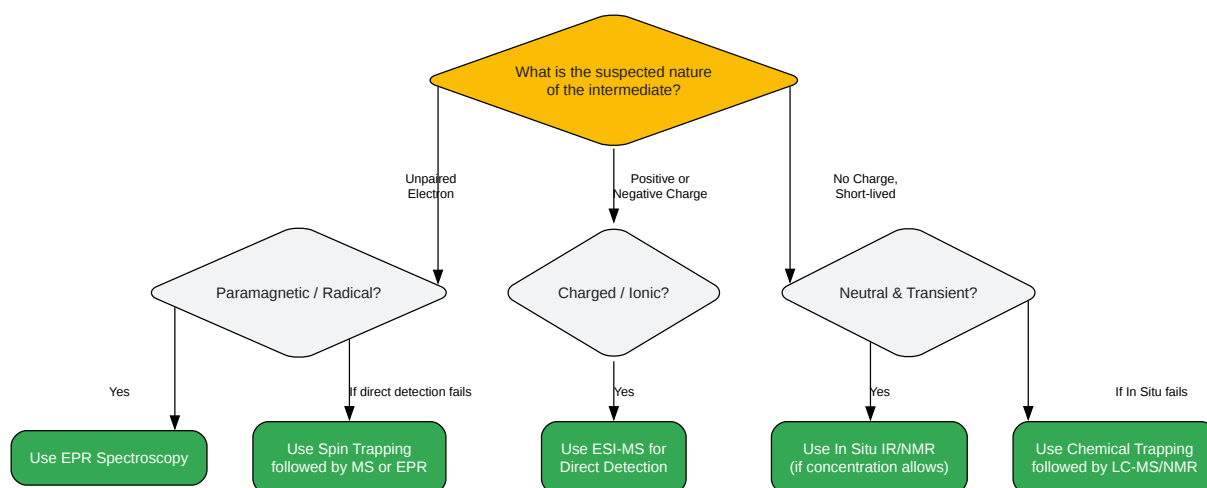 What is the suspected nature
of the intermediate?
Unpaired
Electron
Positive or
Negative Charge
No Charge,
Short-lived
Paramagnetic / Radical?
Charged / Ionic?
Neutral & Transient?
Yes
If direct detection fails
Yes
Yes
If In Situ fails
Use EPR Spectroscopy
Use Spin Trapping
followed by MS or EPR
Use ESI-MS for
Direct Detection
Use In Situ IR/NMR
(if concentration allows)
Use Chemical Trapping
followed by LC-MS/NMR